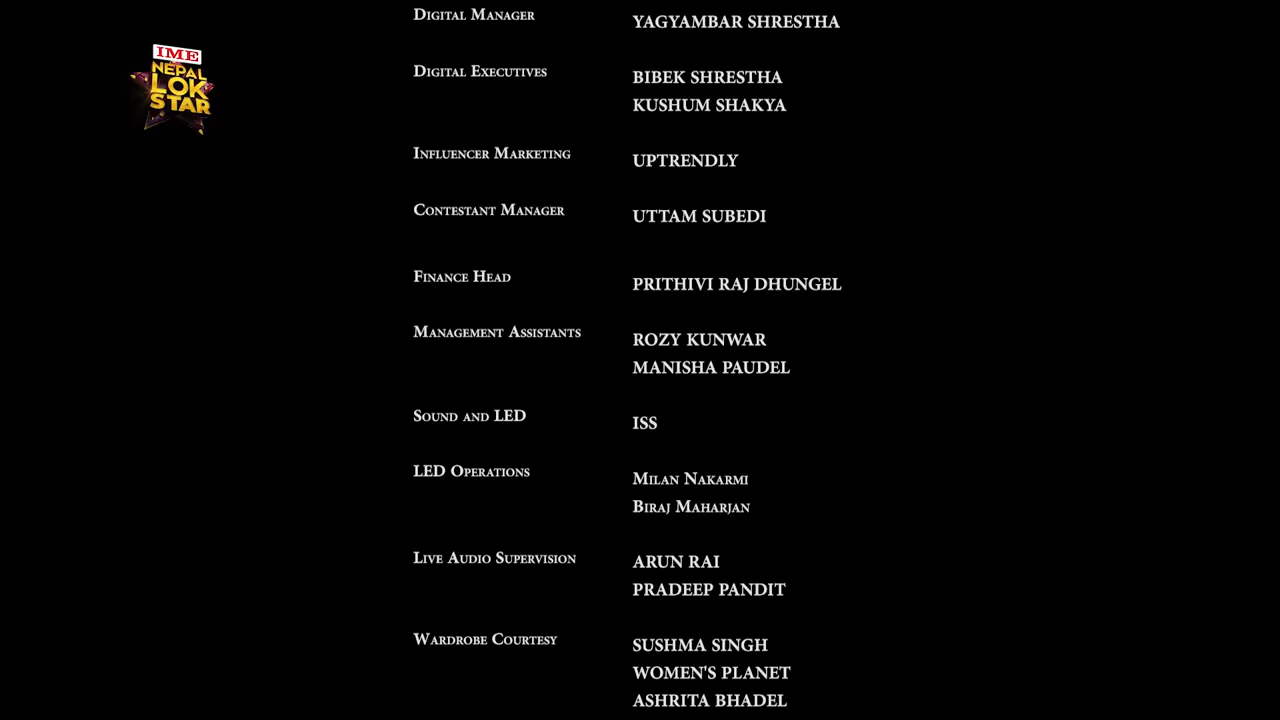 IME
NEPAL
LOK
STAR
Digital Manager YAGYAMBAR SHRESTHA
Digital Executives BIBEK SHRESTHA
KUSHUM SHAKYA
Influencer Marketing UPTRENDLY
Contestant Manager UTTAM SUBEDI
Finance Head PRITHIVI RAJ DHUNGEL
Management Assistants ROZY KUNWAR
MANISHA PAUDEL
Sound and LED ISS
LED Operations Milan Nakarmi
Biraj Maharjan
Live Audio Supervision ARUN RAI
PRADEEP PANDIT
Wardrobe Courtesy SUSHMA SINGH
WOMEN'S PLANET
ASHRITA BHADEL